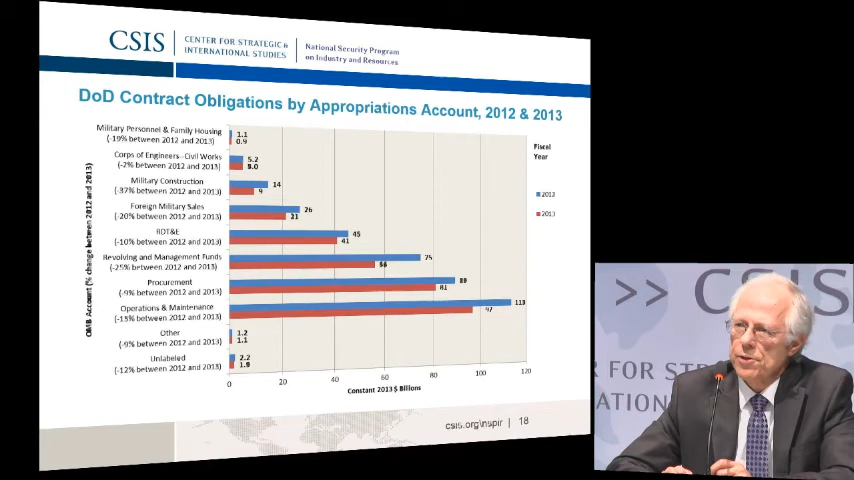 CSIS
CENTER FOR STRATEGIC &
INTERNATIONAL STUDIES
National Security Program
on Industry and Resources
DoD Contract Obligations by Appropriations Account, 2012 & 2013
OMB Account (% change between 2012 and 2013)
Military Personnel & Family Housing
(-19% between 2012 and 2013)
1.1
0.9
Corps of Engineers--Civil Works
(-2% between 2012 and 2013)
5.2
5.0
Military Construction
(-37% between 2012 and 2013)
14
9
Foreign Military Sales
(-20% between 2012 and 2013)
26
21
RDT&E
(-10% between 2012 and 2013)
45
41
Revolving and Management Funds
(-25% between 2012 and 2013)
75
56
Procurement
(-9% between 2012 and 2013)
89
81
Operations & Maintenance
(-13% between 2012 and 2013)
113
97
Other
(-9% between 2012 and 2013)
1.2
1.1
Unlabeled
(-12% between 2012 and 2013)
2.2
1.9
0 20 40 60 80 100 120
Constant 2013 $ Billions
Fiscal
Year
2012
2013
csis.org\nspir | 18
>> CSIS
R FOR STR
ATION